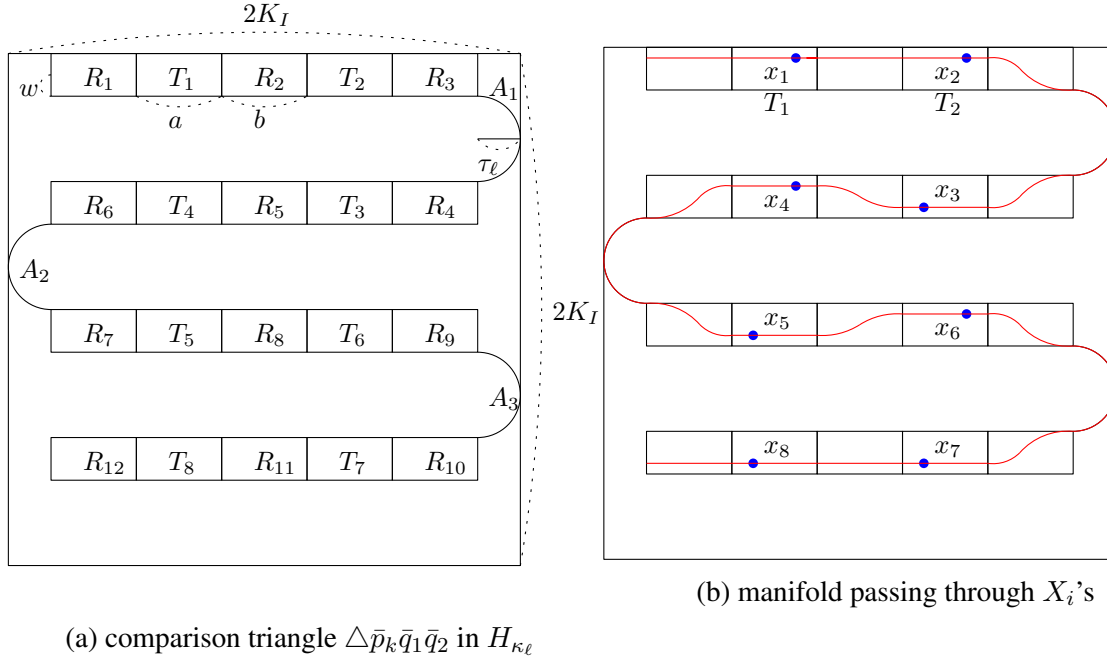 2K_I
R_1 T_1 R_2 T_2 R_3 A_1
w
a b
τ_ℓ
R_6 T_4 R_5 T_3 R_4
A_2
2K_I
R_7 T_5 R_8 T_6 R_9
A_3
R_12 T_8 R_11 T_7 R_10
(a) comparison triangle △p̄_k q̄_1 q̄_2 in H_{κ_ℓ}
x_1 x_2
T_1 T_2
x_4 x_3
x_5 x_6
x_8 x_7
(b) manifold passing through X_i's